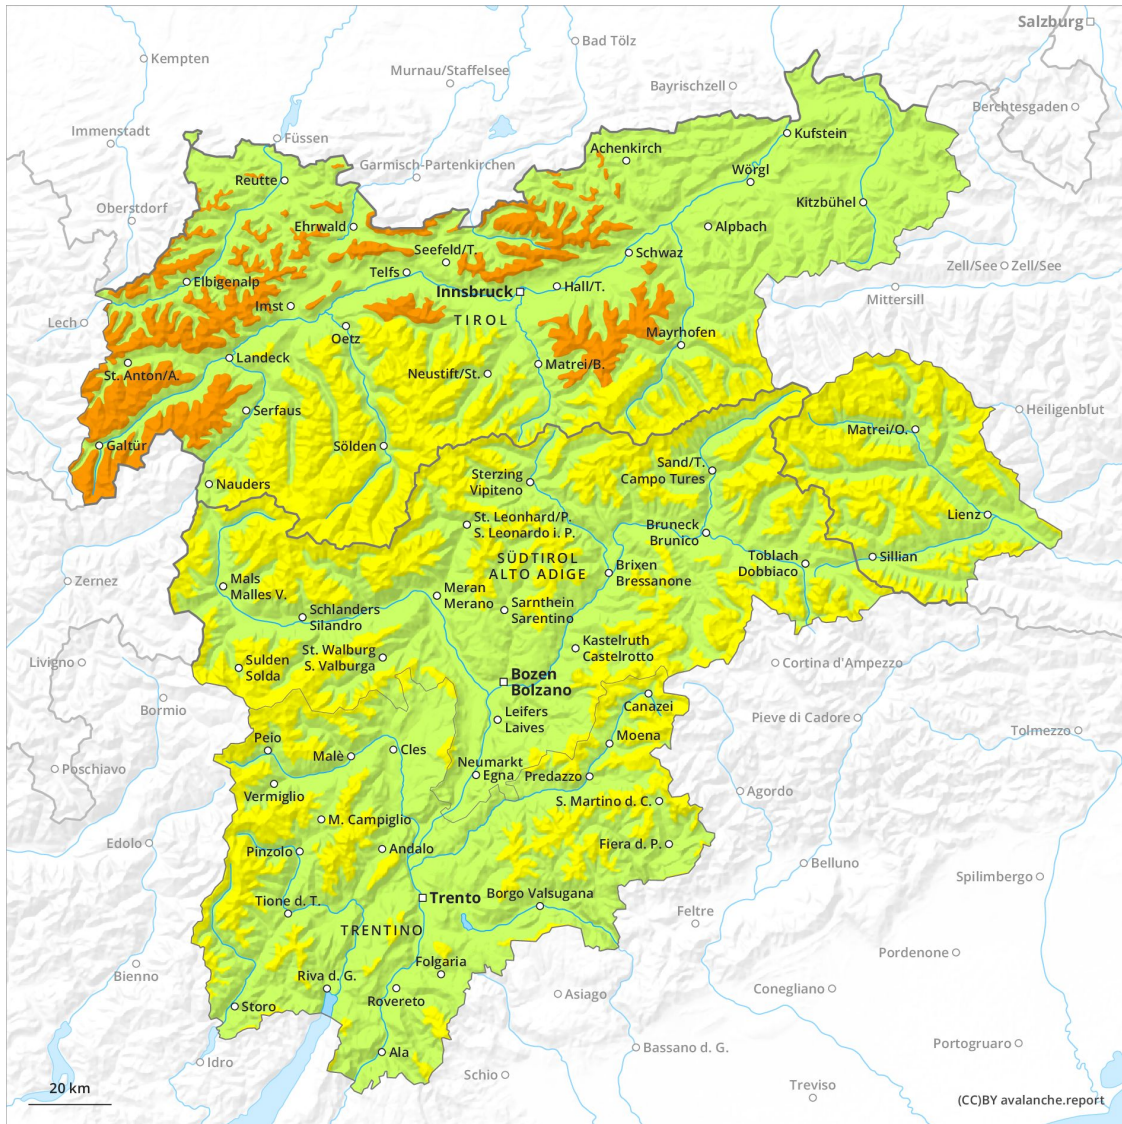 Salzburg
Bad Tölz
Kempten
Murnau/Staffelsee
Bayrischzell
Berchtesgaden
Immenstadt
Füssen
Kufstein
Achenkirch
Garmisch-Partenkirchen
Wörgl
Reutte
Oberstdorf
Kitzbühel
Ehrwald
Alpbach
Seefeld/T.
Schwaz
Telfs
Zell/See
Zell/See
Elbigenalp
Innsbruck
Hall/T.
Mittersill
Imst
Lech
TIROL
Oetz
Mayrhofen
Landeck
Matrei/B.
St. Anton/A.
Neustift/St.
Serfaus
Heiligenblut
Matrei/O.
Galtür
Sölden
Sand/T.
Campo Tures
Sterzing
Vipiteno
Nauders
Lienz
St. Leonhard/P.
S. Leonardo i. P.
Bruneck
Brunico
SÜDTIROL
ALTO ADIGE
Toblach
Dobbiaco
Sillian
Brixen
Bressanone
Zernez
Mals
Malles V.
Meran
Merano
Sarnthein
Sarentino
Schlanders
Silandro
Kastelruth
Castelrotto
St. Walburg
S. Valburga
Livigno
Sulden
Solda
Cortina d'Ampezzo
Bozen
Bolzano
Bormio
Canazei
Leifers
Laives
Pieve di Cadore
Tolmezzo
Peio
Moena
Cles
Malè
Poschiavo
Neumarkt
Egna
Predazzo
Vermiglio
Agordo
S. Martino d. C.
M. Campiglio
Edolo
Pinzolo
Andalo
Fiera d. P.
Belluno
Spilimbergo
Trento
Borgo Valsugana
Tione d. T.
Feltre
TRENTINO
Pordenone
Folgaria
Bienno
Riva d. G.
Conegliano
Asiago
Rovereto
Storo
Portogruaro
Bassano d. G.
Ala
Idro
Schio
Treviso
20 km
(CC)BY avalanche.report